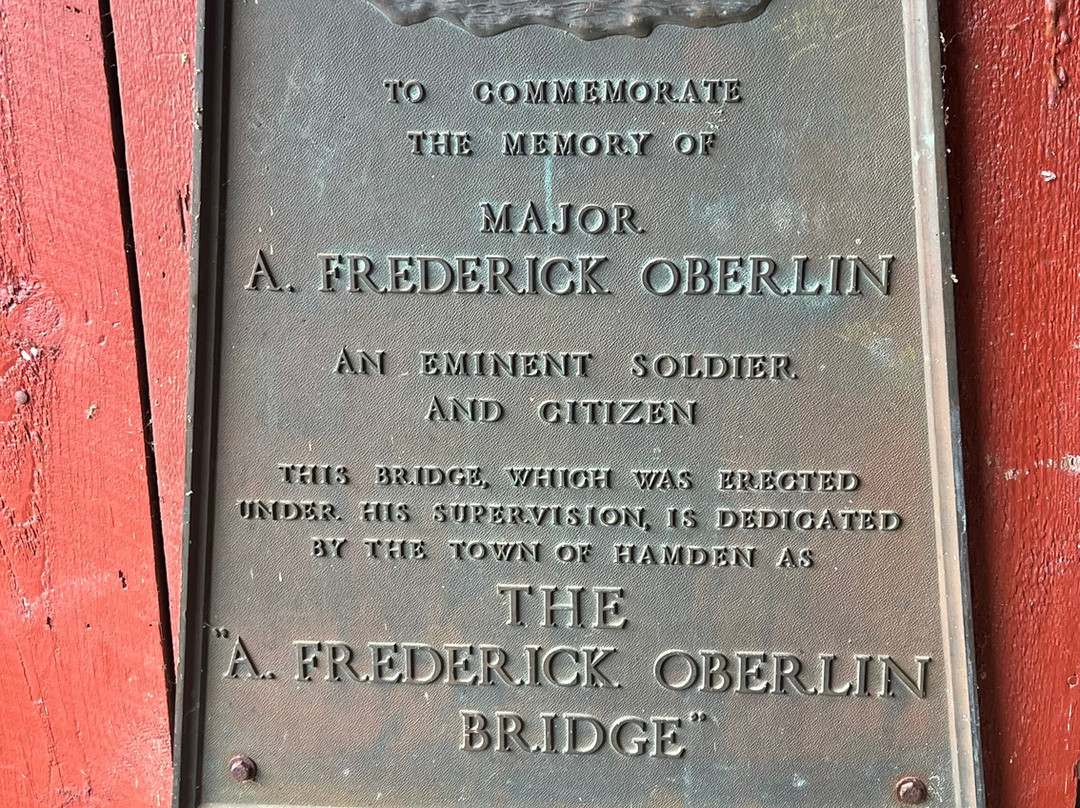 TO COMMEMORATE
THE MEMORY OF
MAJOR
A. FREDERICK OBERLIN
AN EMINENT SOLDIER
AND CITIZEN
THIS BRIDGE, WHICH WAS ERECTED
UNDER HIS SUPERVISION, IS DEDICATED
BY THE TOWN OF HAMDEN AS
THE
"A. FREDERICK OBERLIN
BRIDGE"